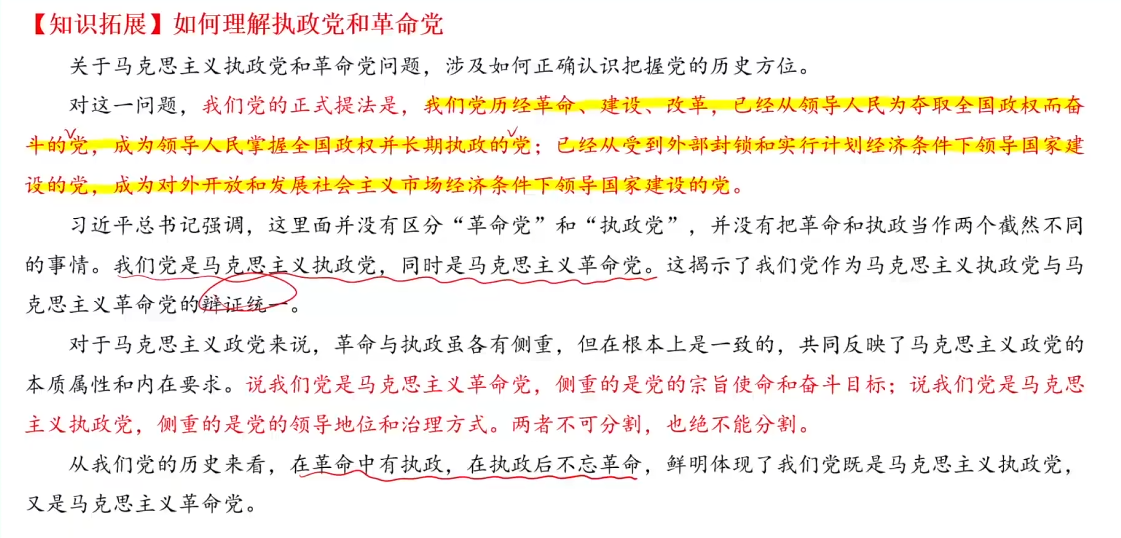 【知识拓展】如何理解执政党和革命党
关于马克思主义执政党和革命党问题，涉及如何正确认识把握党的历史方位。
对这一问题，我们党的正式提法是，我们党历经革命、建设、改革，已经从领导人民为夺取全国政权而奋
斗的党，成为领导人民掌握全国政权并长期执政的党；已经从受到外部封锁和实行计划经济条件下领导国家建
设的党，成为对外开放和发展社会主义市场经济条件下领导国家建设的党。
习近平总书记强调，这里面并没有区分“革命党”和“执政党”，并没有把革命和执政当作两个截然不同
的事情。我们党是马克思主义执政党，同时是马克思主义革命党。这揭示了我们党作为马克思主义执政党与马
克思主义革命党的辩证统一。
对于马克思主义政党来说，革命与执政虽各有侧重，但在根本上是一致的，共同反映了马克思主义政党的
本质属性和内在要求。说我们党是马克思主义革命党，侧重的是党的宗旨使命和奋斗目标；说我们党是马克思
主义执政党，侧重的是党的领导地位和治理方式。两者不可分割，也绝不能分割。
从我们党的历史来看，在革命中有执政，在执政后不忘革命，鲜明体现了我们党既是马克思主义执政党，
又是马克思主义革命党。